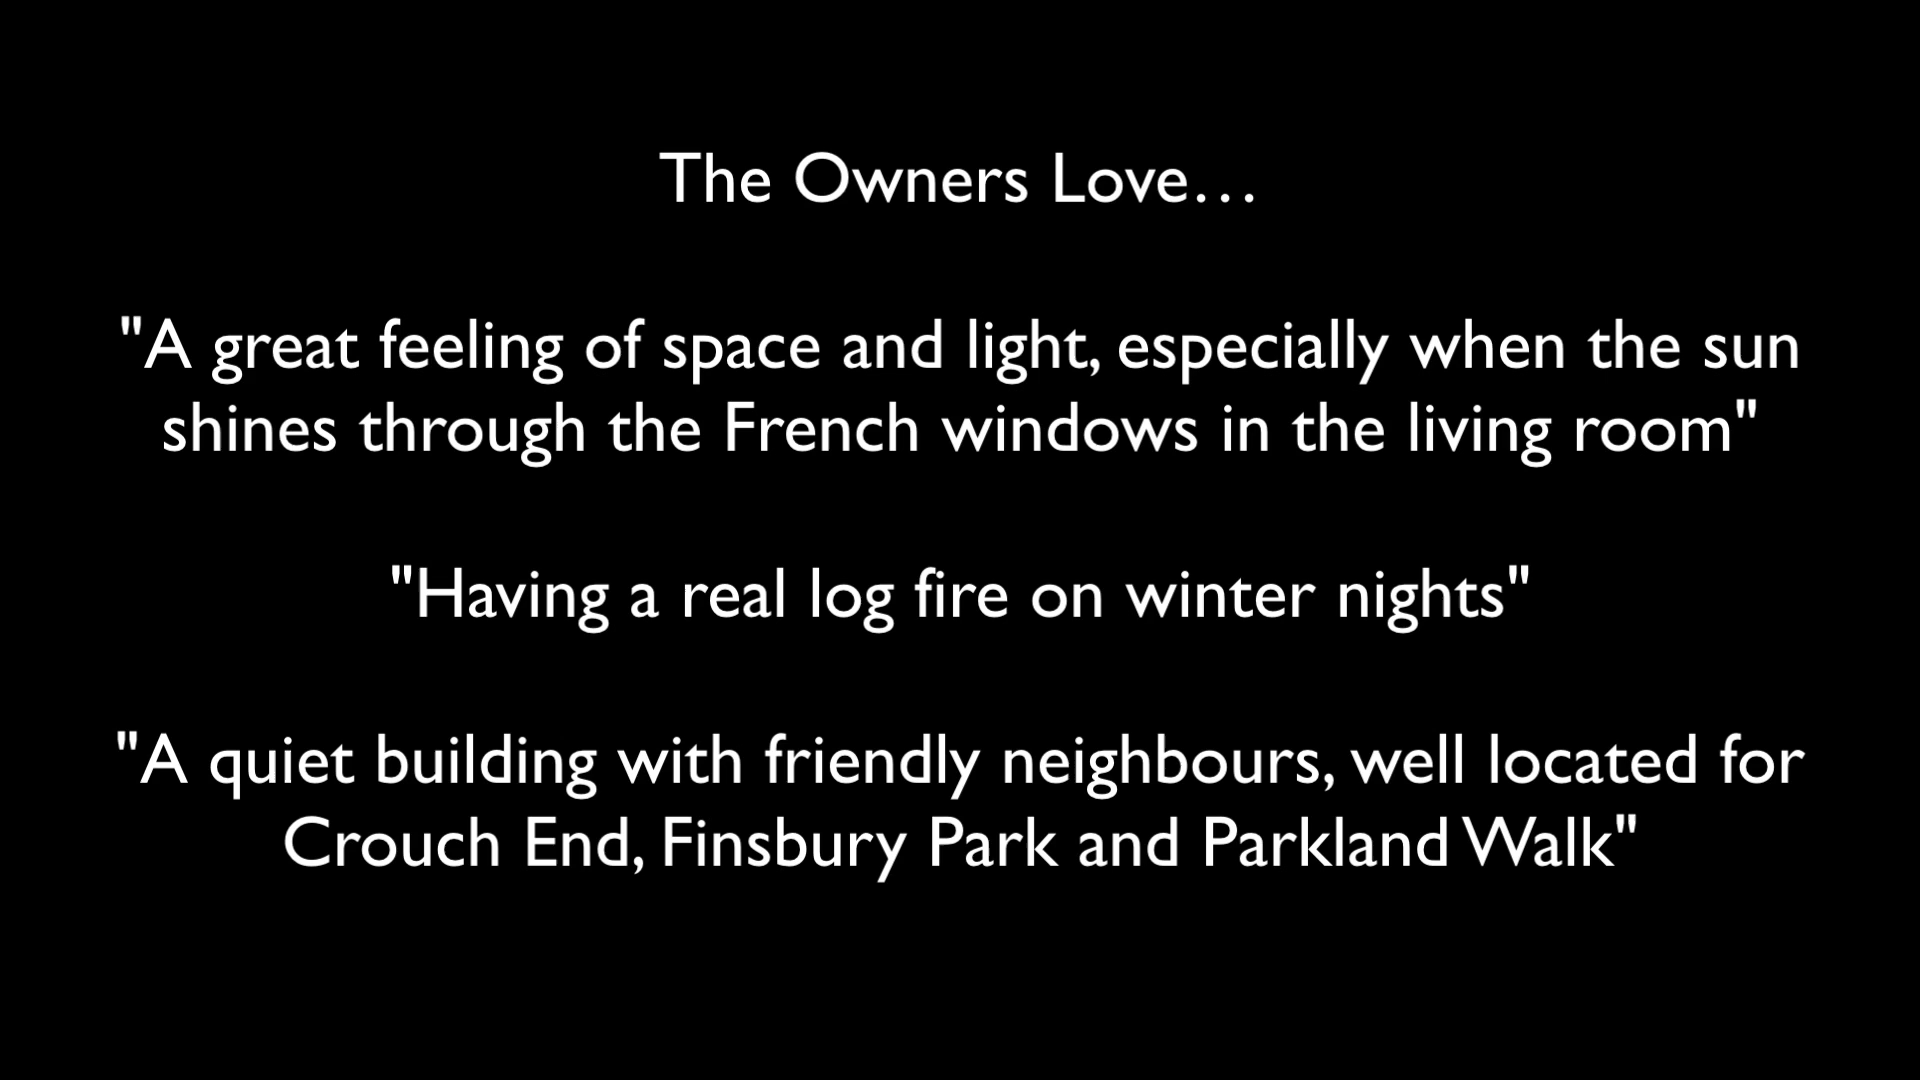 The Owners Love…
"A great feeling of space and light, especially when the sun
shines through the French windows in the living room"
"Having a real log fire on winter nights"
"A quiet building with friendly neighbours, well located for
Crouch End, Finsbury Park and Parkland Walk"